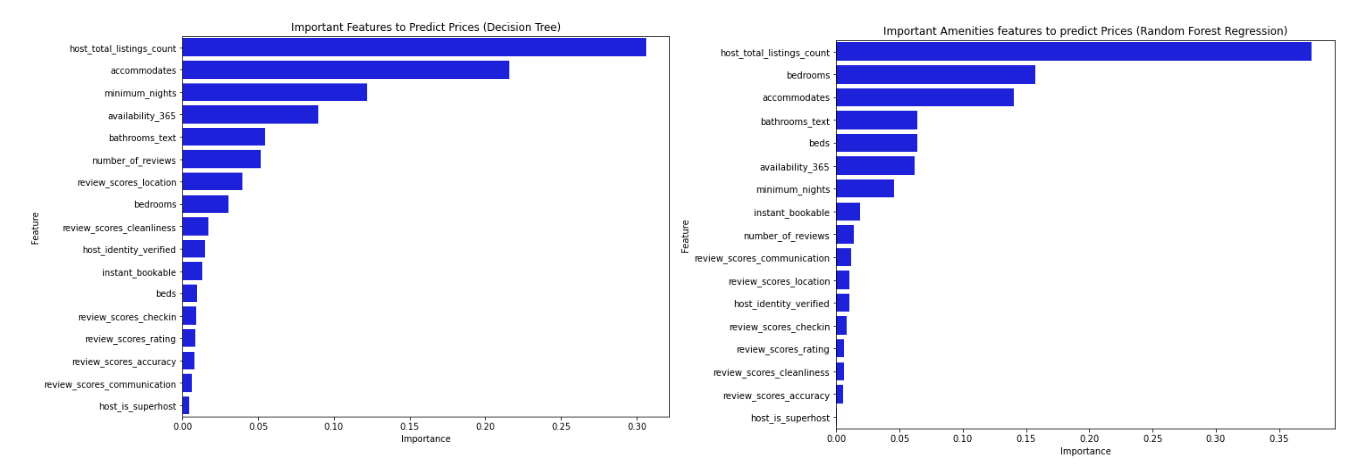 Important Features to Predict Prices (Decision Tree)
host_total_listings_count
accommodates
minimum_nights
availability_365
bathrooms_text
number_of_reviews
review_scores_location
bedrooms
review_scores_cleanliness
host_identity_verified
instant_bookable
beds
review_scores_checkin
review_scores_rating
review_scores_accuracy
review_scores_communication
host_is_superhost
Feature
0.00 0.05 0.10 0.15 0.20 0.25 0.30
Importance
Important Amenities features to predict Prices (Random Forest Regression)
host_total_listings_count
bedrooms
accommodates
bathrooms_text
beds
availability_365
minimum_nights
instant_bookable
number_of_reviews
review_scores_communication
review_scores_location
host_identity_verified
review_scores_checkin
review_scores_rating
review_scores_cleanliness
review_scores_accuracy
host_is_superhost
Feature
0.00 0.05 0.10 0.15 0.20 0.25 0.30 0.35
Importance